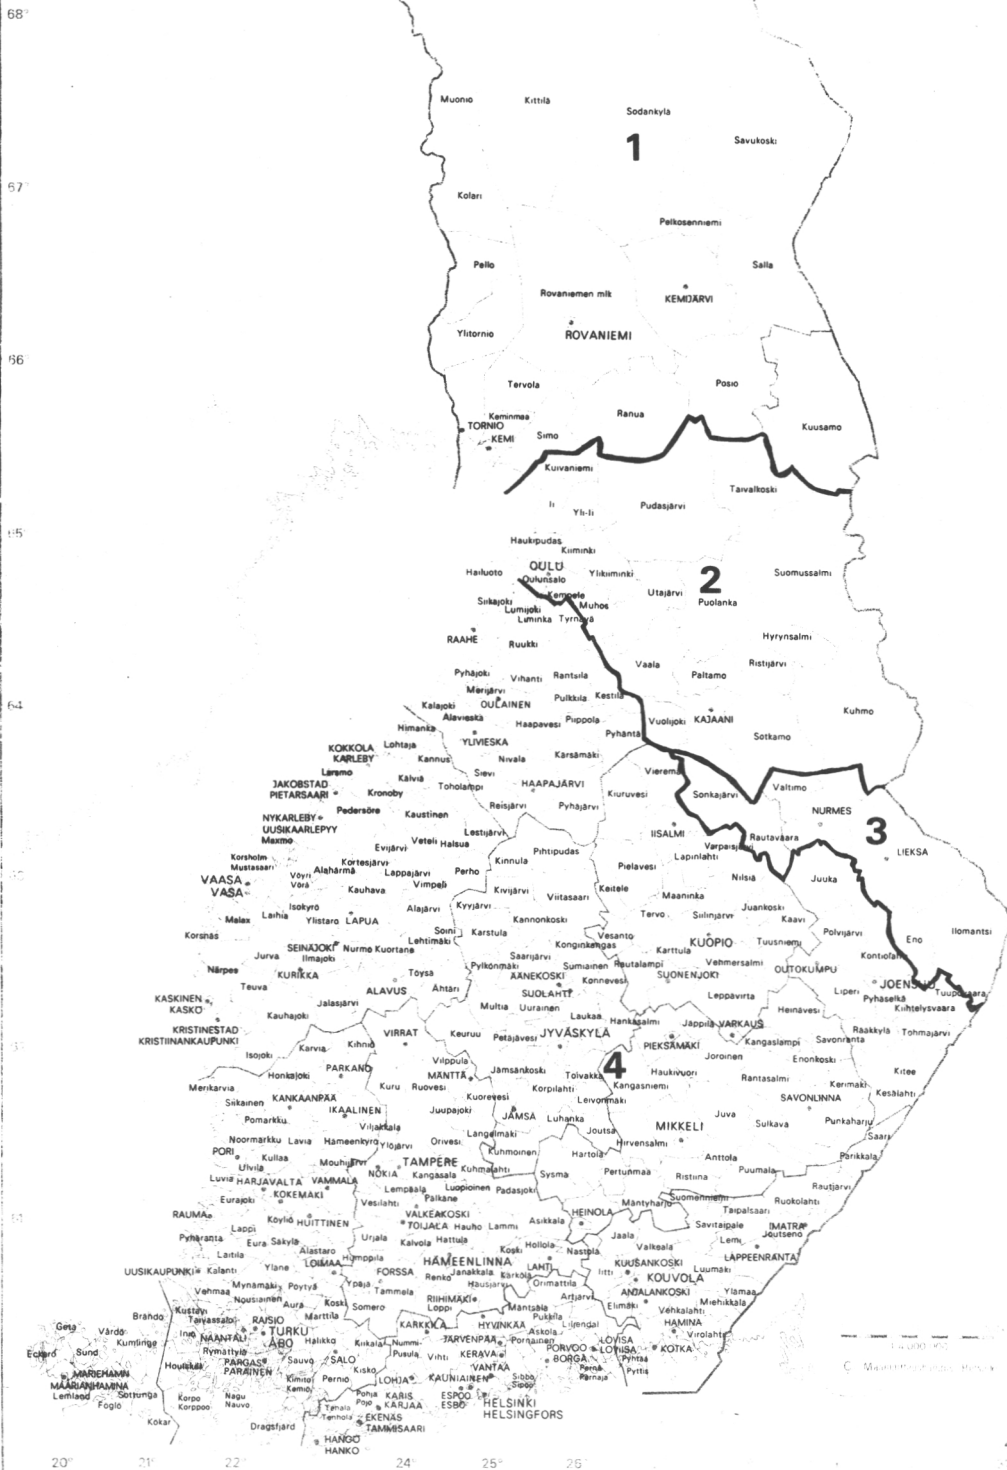 68°
Muonio Kittilä
Sodankylä
Savukoski
1
67°
Kolari
Pelkosenniemi
Pello Salla
Rovaniemen mlk
KEMIJÄRVI
Ylitornio ROVANIEMI
66°
Tervola Posio
Keminmaa Ranua
TORNIO Kuusamo
KEMI Simo
Kuivaniemi
Taivalkoski
Ii Pudasjärvi
Yli-Ii
65°
Haukipudas
Kiiminki
OULU
Hailuoto Ylikiiminki Suomussalmi
Oulunsalo 2
Kempele Utajärvi
Siikajoki Muhos Puolanka
Lumijoki
Liminka Tyrnävä
RAAHE Hyrynsalmi
Ruukki
Vaala Ristijärvi
Pyhäjoki Vihanti Rantsila Paltamo
Merijärvi
Pulkkila Kestilä
64°
Kalajoki OULAINEN
Alavieska Kuhmo
Haapavesi Piippola Vuolijoki KAJAANI
Himanka
Pyhäntä Sotkamo
KOKKOLA Lohtaja YLIVIESKA
KARLEBY Kannus Nivala Kärsämäki
Sievi Vieremä
JAKOBSTAD Kälviä Toholampi HAAPAJÄRVI
PIETARSAARI Kronoby Kiuruvesi Sonkajärvi Valtimo
Reisjärvi Pyhäjärvi
Pedersöre Kaustinen NURMES
NYKARLEBY
UUSIKAARLEPYY Lestijärvi IISALMI 3
Maxmo Veteli Halsua Rautavaara
Evijärvi Varpaisjärvi
Korsholm Kortesjärvi Pihtipudas Lapinlahti LIEKSA
Mustasaari Alahärmä Lappajärvi Perho Kinnula Pielavesi
VAASA Vöyri Nilsiä Juuka
VASA Vörå Kauhava Vimpeli Kivijärvi Keitele
Viitasaari Maaninka
Isokyrö Alajärvi Kyyjärvi Juankoski
Malax Laihia Ylistaro LAPUA Kannonkoski Tervo Siilinjärvi Kaavi
Soini Polvijärvi Ilomantsi
Korsnäs Lehtimäki Karstula Vesanto Eno
SEINÄJOKI Nurmo Kuortane Konginkangas KUOPIO Tuusniemi
Jurva Ilmajoki Saarijärvi Karttula Kontiolahti
Närpes KURIKKA Töysä Pylkönmäki Sumiainen Rautalampi Vehmersalmi OUTOKUMPU
ÄÄNEKOSKI Konnevesi SUONENJOKI
Teuva ALAVUS Ähtäri SUOLAHTI Liperi JOENSUU
KASKINEN Leppävirta Pyhäselkä Tuupovaara
KASKÖ Jalasjärvi Multia Uurainen Heinävesi Kiihtelysvaara
Kauhajoki Laukaa Hankasalmi
KRISTINESTAD VIRRAT Keuruu JYVÄSKYLÄ Jäppilä VARKAUS Rääkkylä Tohmajärvi
KRISTIINANKAUPUNKI Kihniö Petäjävesi PIEKSÄMÄKI Kangaslampi Savonranta
Karvia Joroinen
Isojoki Vilppula 4 Enonkoski
Honkajoki PARKANO MÄNTTÄ Jämsänkoski Toivakka Haukivuori Kitee
Merikarvia Kuru Ruovesi Korpilahti Kangasniemi Rantasalmi Kerimäki
Siikainen KANKAANPÄÄ Kuorevesi Leivonmäki SAVONLINNA Kesälahti
IKAALINEN Juupajoki JÄMSÄ Juva
Pomarkku Viljakkala Luhanka Sulkava Punkaharju
Joutsa MIKKELI
Noormarkku Lavia Hämeenkyrö Ylöjärvi Orivesi Längelmäki Hirvensalmi Saari
PORI Kullaa Kuhmoinen Hartola Anttola Parikkala
Ulvila Mouhijärvi TAMPERE
Luvia HARJAVALTA VAMMALA NOKIA Kangasala Kuhmalahti Sysmä Pertunmaa Ristiina Puumala
KOKEMÄKI Lempäälä Luopioinen Padasjoki Rautjärvi
Eurajoki Vesilahti Pälkäne Mäntyharju Suomenniemi Ruokolahti
RAUMA Köyliö HUITTINEN VALKEAKOSKI Taipalsaari
Lappi TOIJALA Hauho Lammi Asikkala HEINOLA Savitaipale IMATRA
Pyhäranta Eura Säkylä Urjala Kalvola Hattula Jaala Lemi Joutseno
Laitila Alastaro Hollola Valkeala
LOIMAA Humppila Koski Nastola LAPPEENRANTA
UUSIKAUPUNKI Kalanti Yläne HÄMEENLINNA LAHTI KUUSANKOSKI
FORSSA Janakkala Kärkölä Iitti Luumäki
Mynämäki Pöytyä Ypäjä Renko Hausjärvi Orimattila KOUVOLA
Vehmaa Tammela ANJALANKOSKI Ylämaa
Nousiainen Aura Koski Somero RIIHIMÄKI Artjärvi Elimäki Miehikkälä
Kustavi Loppi Mäntsälä Vehkalahti
Brändö Taivassalo RAISIO Marttila KARKKILA HYVINKÄÄ Pukkila Liljendal HAMINA
Geta Vårdö Iniö NAANTALI TURKU Askola Virolahti
Kumlinge ÅBO Halikko Kiikala Nummi JÄRVENPÄÄ Pornainen LOVISA
Eckerö Sund Rymättylä Pusula Vihti KERAVA PORVOO LOVIISA KOTKA
Houtskär PARGAS Sauvo SALO BORGÅ Pyhtää
MARIEHAMN PARAINEN Kisko VANTAA Pernå Pyttis
MAARIANHAMINA Kimito Perniö LOHJA KAUNIAINEN Sibbo Pernaja
Lemland Sottunga Korpo Nagu Kemiö Pohja KARIS ESPOO Sipoo
Föglö Korppoo Nauvo Pojo KARJAA ESBO HELSINKI
Tenala HELSINGFORS
Kökar Tenhola EKENÄS
Dragsfjärd TAMMISAARI
HANGÖ
HANKO
20° 21° 22° 24° 25° 26°